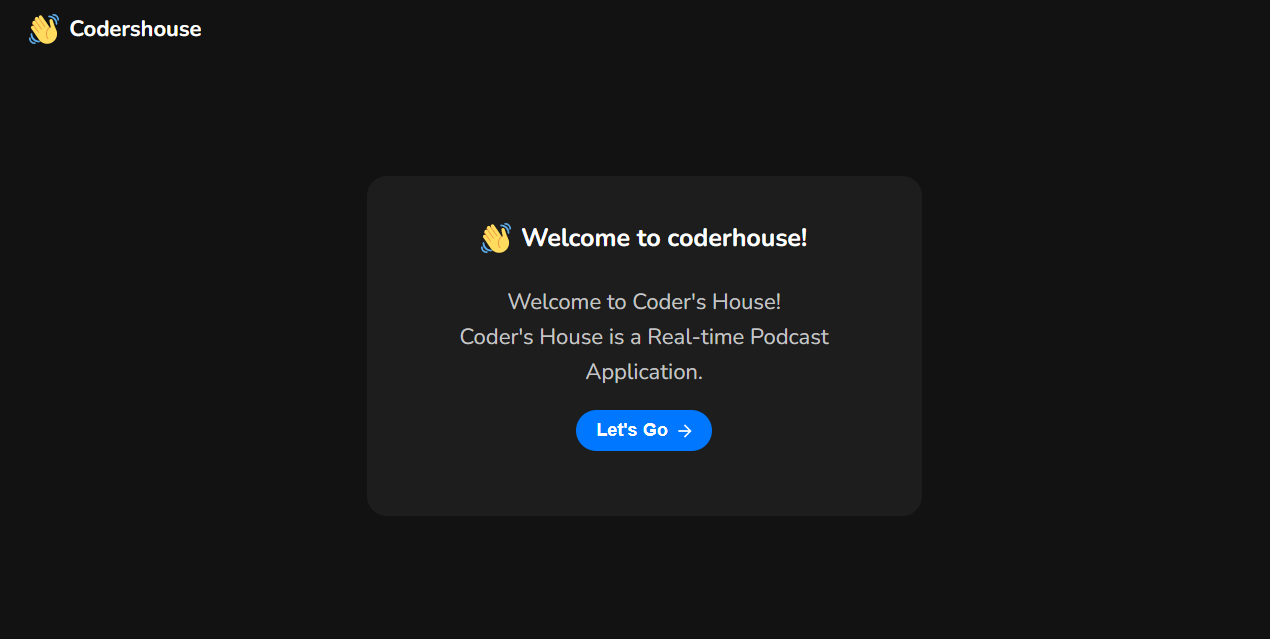 Codershouse
Welcome to coderhouse!
Welcome to Coder's House!
Coder's House is a Real-time Podcast
Application.
Let's Go →